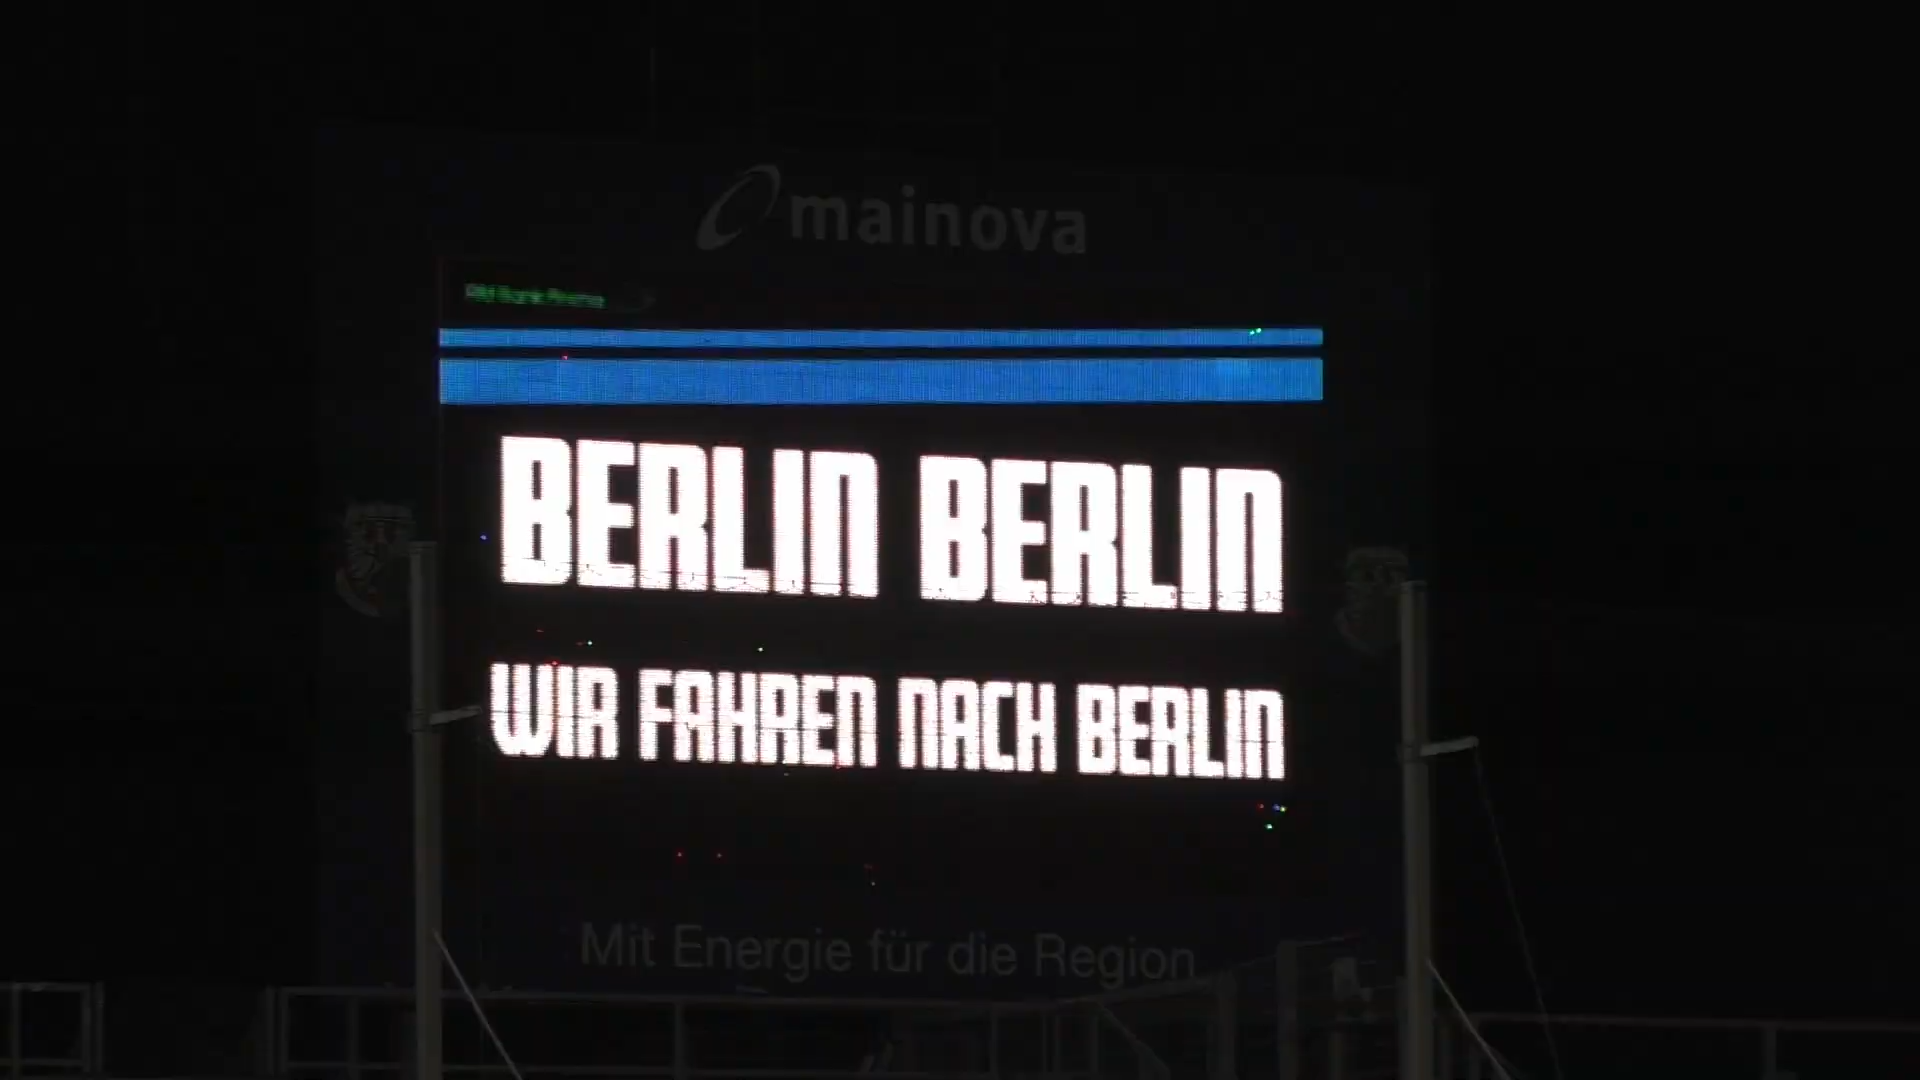 mainova
BERLIN BERLIN
WIR FAHREN NACH BERLIN
Mit Energie für die Region